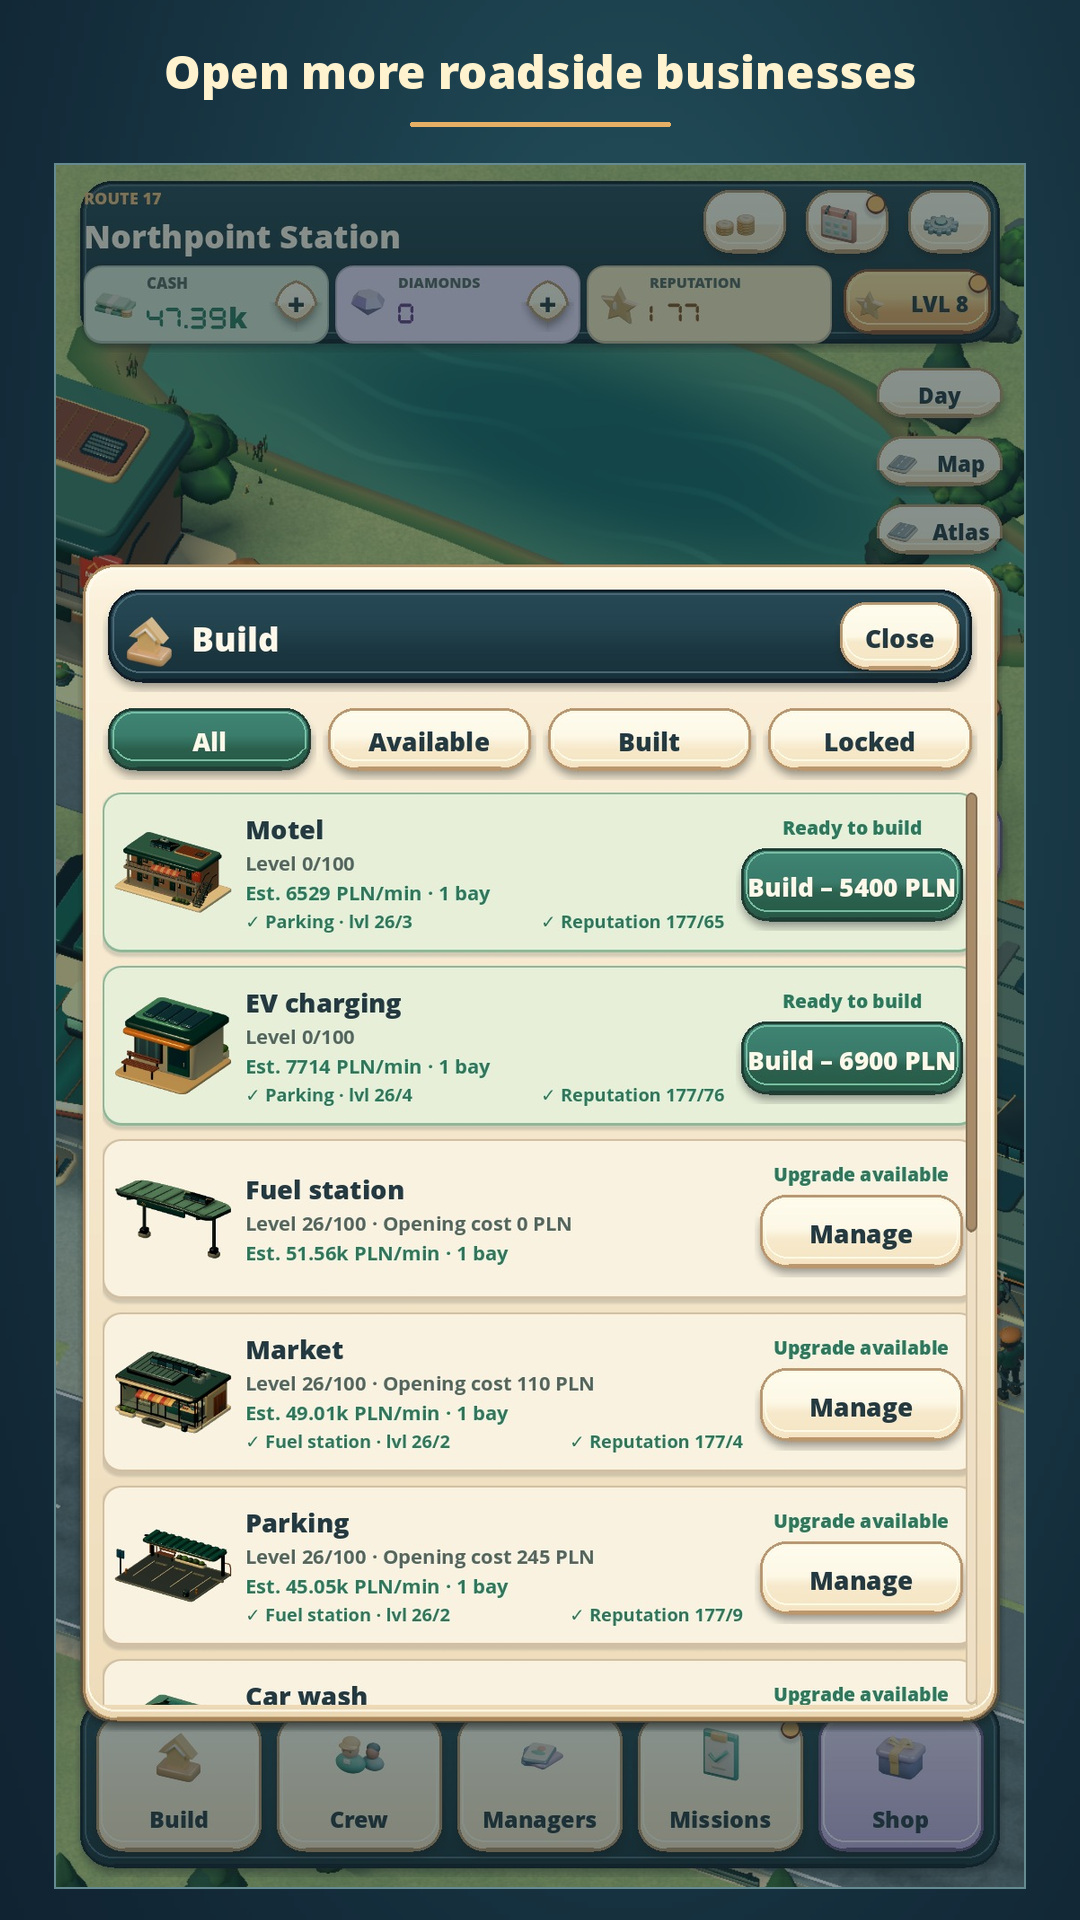 Open more roadside businesses
ROUTE 17
Northpoint Station
CASH
47.39k
+
DIAMONDS
0
+
REPUTATION
177
LVL 8
Day
Map
Atlas
Build
Close
All
Available
Built
Locked
Motel
Level 0/100
Est. 6529 PLN/min · 1 bay
✓ Parking · lvl 26/3
✓ Reputation 177/65
Ready to build
Build – 5400 PLN
EV charging
Level 0/100
Est. 7714 PLN/min · 1 bay
✓ Parking · lvl 26/4
✓ Reputation 177/76
Ready to build
Build – 6900 PLN
Fuel station
Level 26/100 · Opening cost 0 PLN
Est. 51.56k PLN/min · 1 bay
Upgrade available
Manage
Market
Level 26/100 · Opening cost 110 PLN
Est. 49.01k PLN/min · 1 bay
✓ Fuel station · lvl 26/2
✓ Reputation 177/4
Upgrade available
Manage
Parking
Level 26/100 · Opening cost 245 PLN
Est. 45.05k PLN/min · 1 bay
✓ Fuel station · lvl 26/2
✓ Reputation 177/9
Upgrade available
Manage
Car wash
Upgrade available
Build
Crew
Managers
Missions
Shop